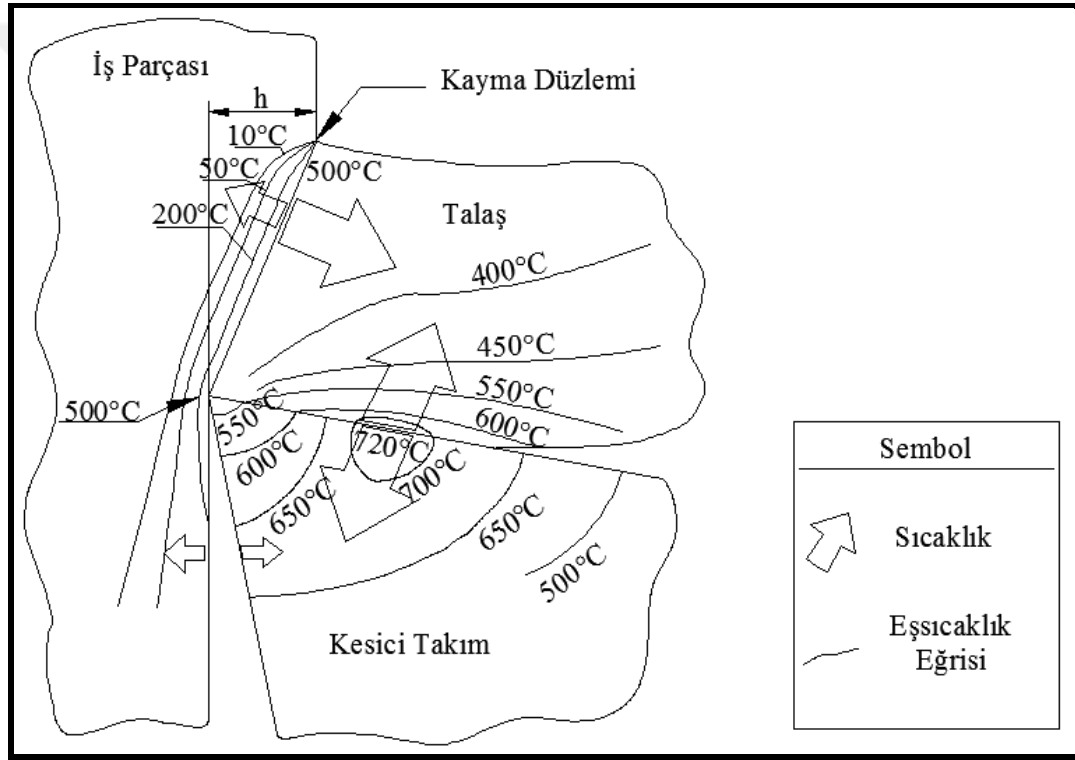 İş Parçası
Kayma Düzlemi
h
10°C
50°C
500°C
200°C
Talaş
400°C
450°C
550°C
500°C
600°C
550°C
720°C
600°C
700°C
650°C
650°C
500°C
Kesici Takım
Sembol
Sıcaklık
Eşsıcaklık
Eğrisi